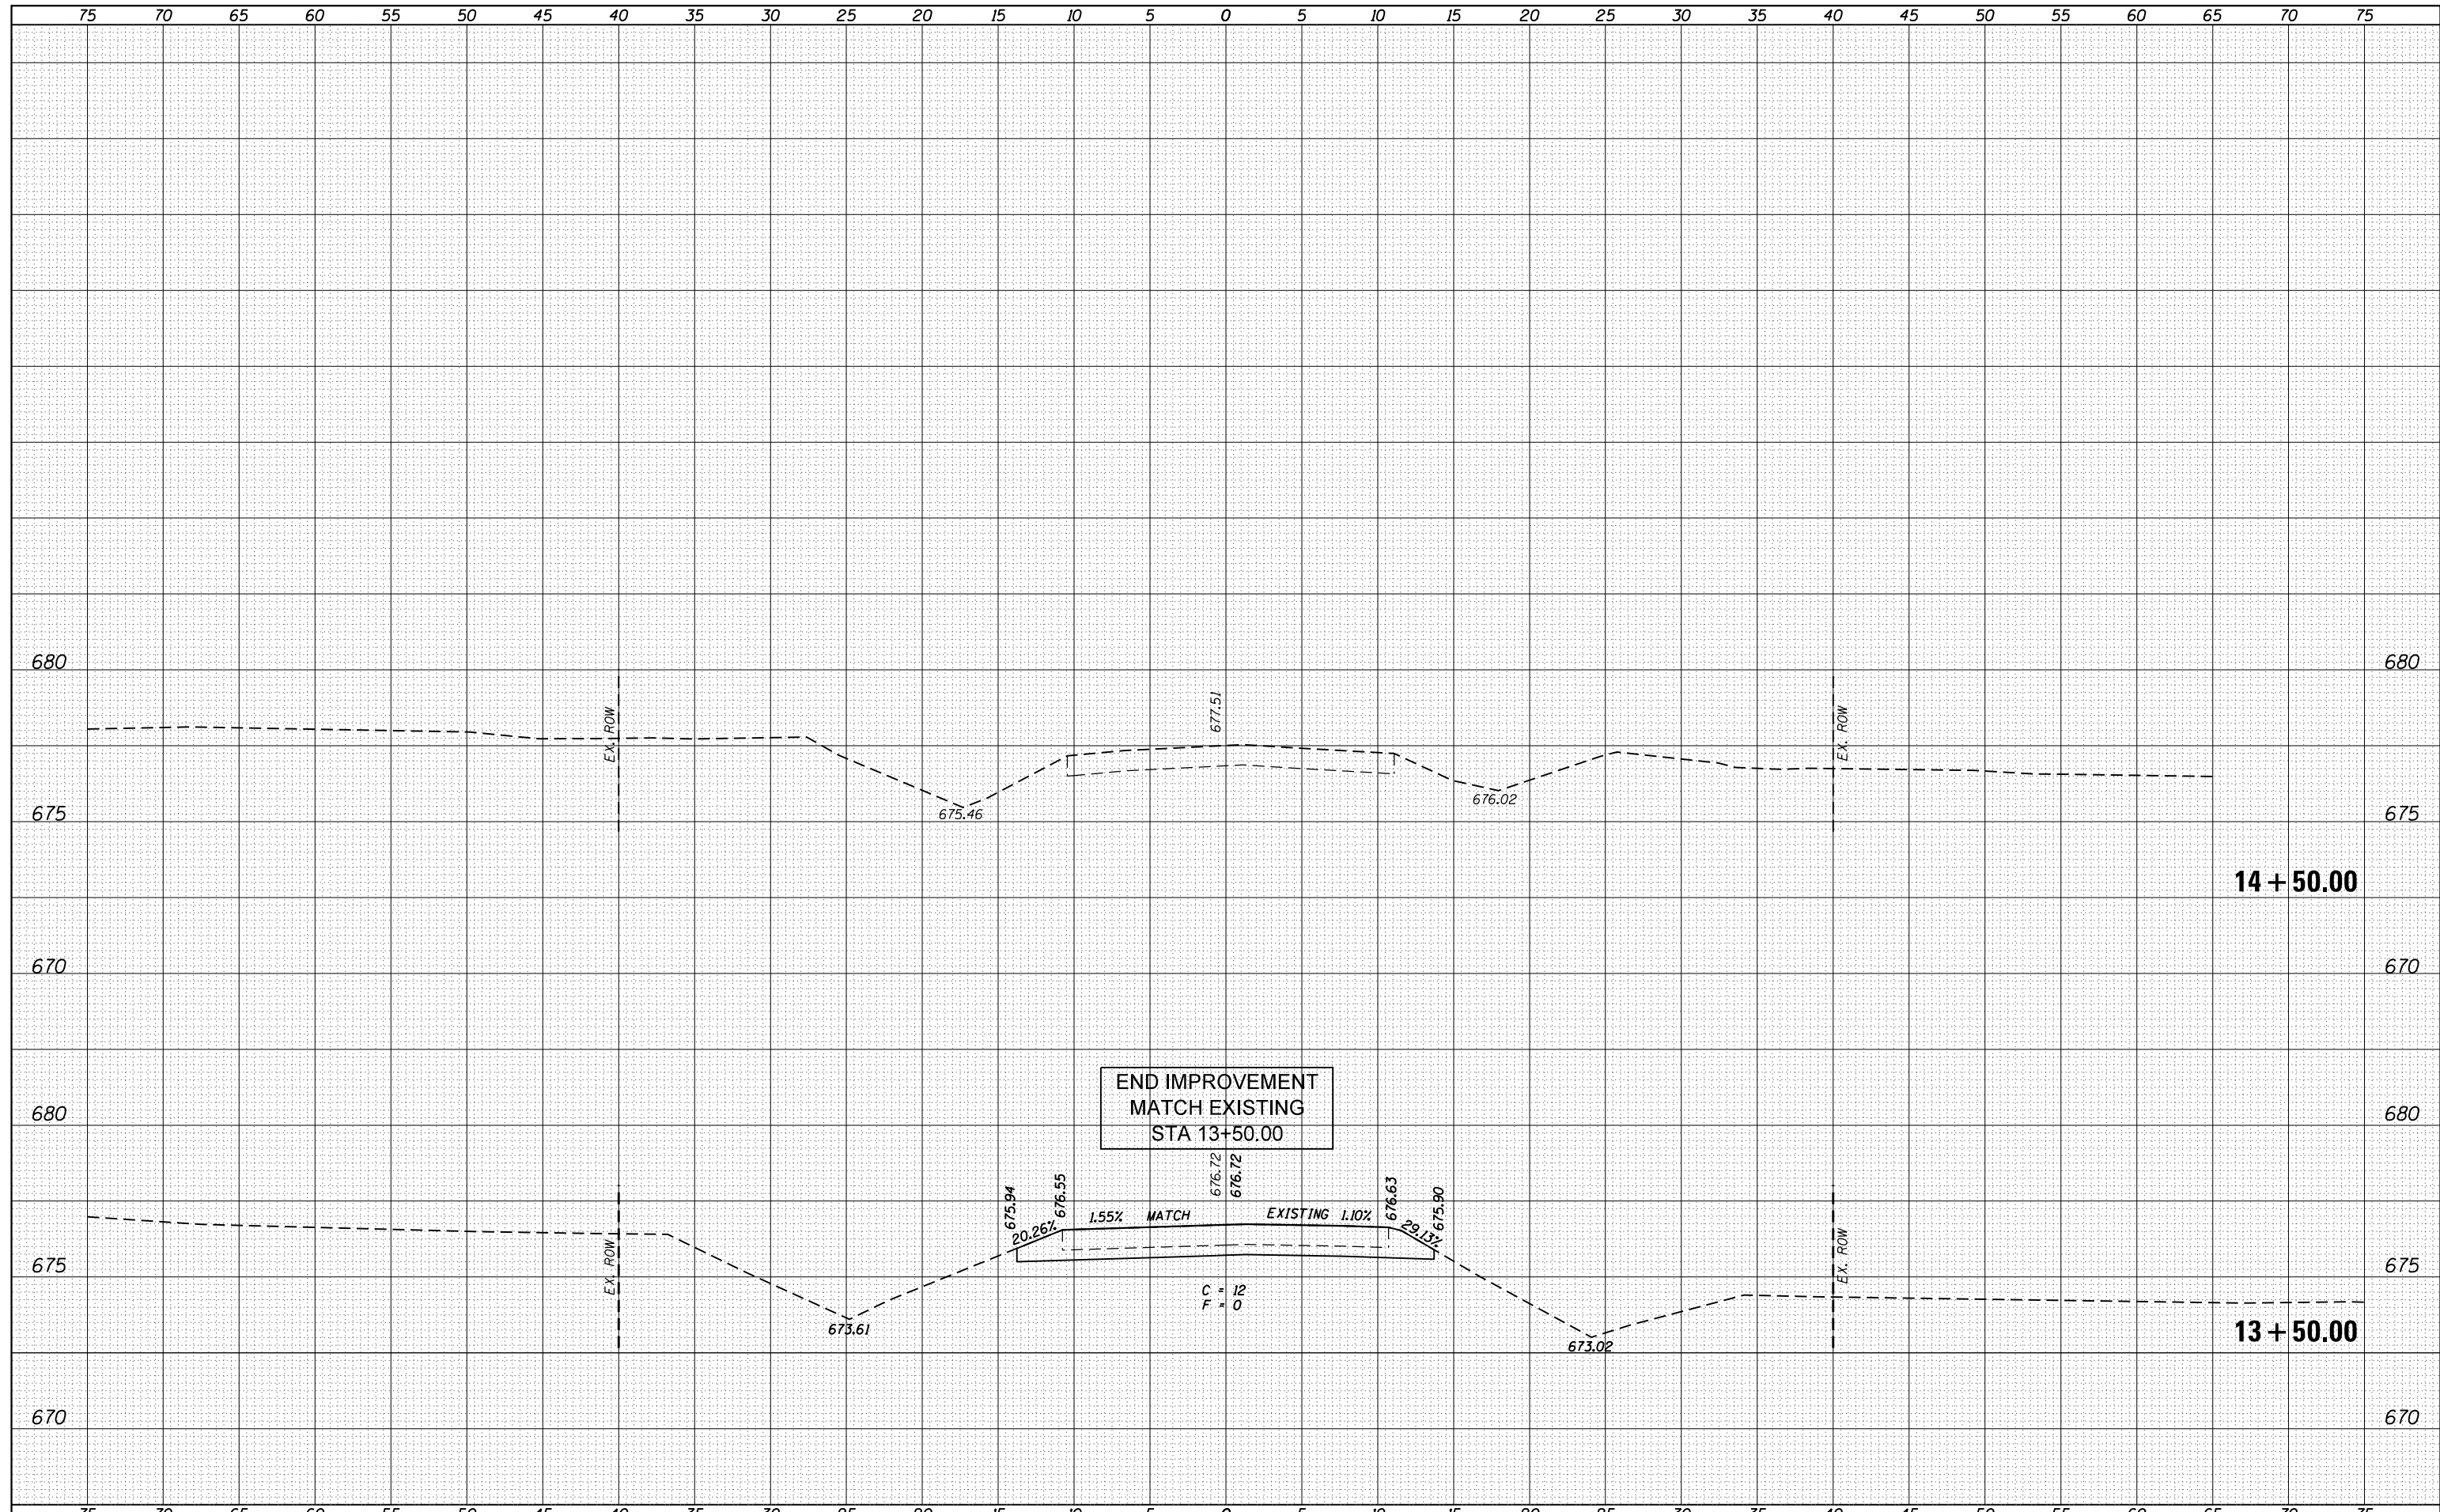 75 70 65 60 55 50 45 40 35 30 25 20 15 10 5 0 5 10 15 20 25 30 35 40 45 50 55 60 65 70 75
680 680
EX. ROW 677.51 EX. ROW
675.46 676.02
675 675
14 + 50.00
670 670
END IMPROVEMENT
MATCH EXISTING
STA 13+50.00
680 680
675.94 676.55 676.72 676.72 676.63 675.90
20.26% 1.55% MATCH EXISTING 1.10% 29.13%
EX. ROW EX. ROW
675 675
C = 12
F = 0
673.61 673.02
13 + 50.00
670 670
75 70 65 60 55 50 45 40 35 30 25 20 15 10 5 0 5 10 15 20 25 30 35 40 45 50 55 60 65 70 75